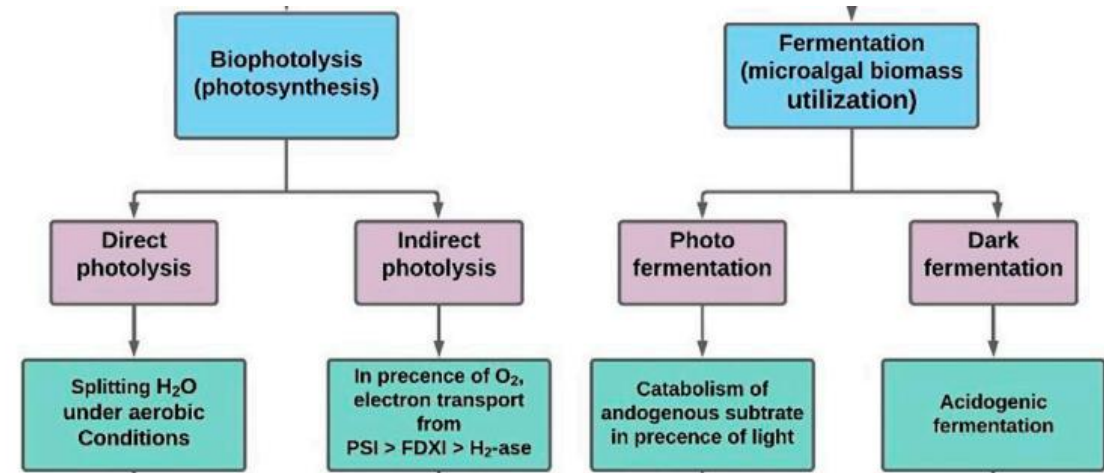 Biophotolysis
(photosynthesis)
Fermentation
(microalgal biomass
utilization)
Direct
photolysis
Indirect
photolysis
Photo
fermentation
Dark
fermentation
Splitting H₂O
under aerobic
Conditions
In precence of O₂,
electron transport
from
PSI > FDXI > H₂-ase
Catabolism of
andogenous subtrate
in precence of light
Acidogenic
fermentation